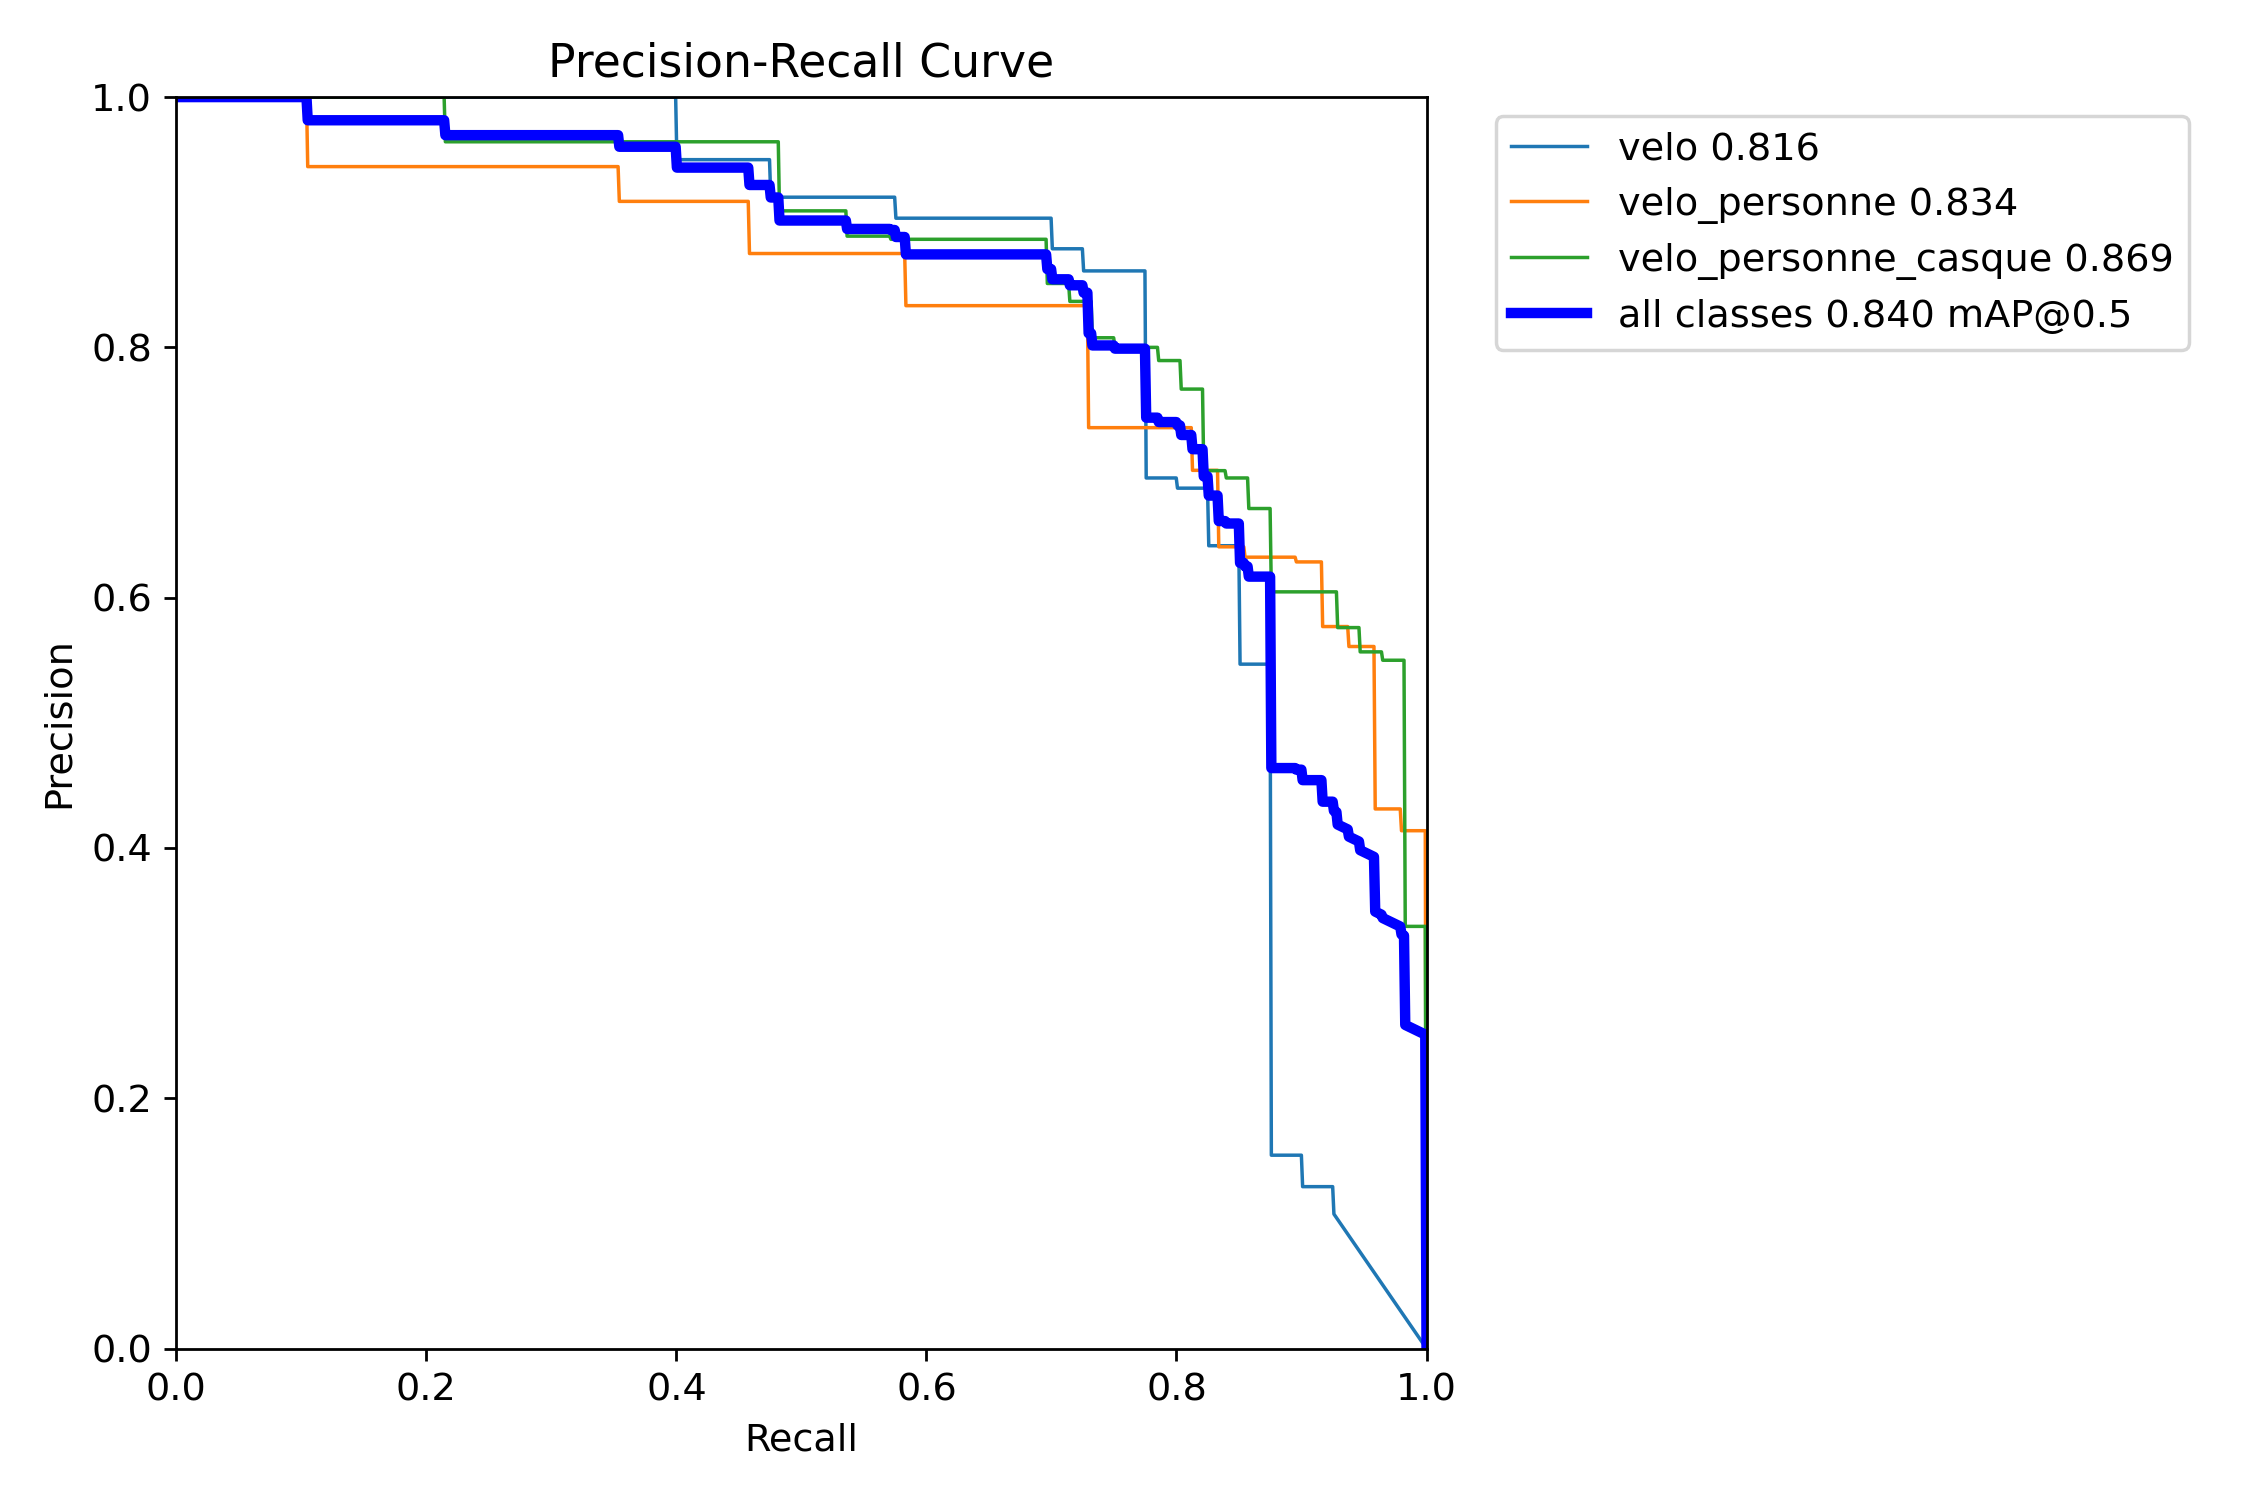 Precision-Recall Curve
velo 0.816
velo_personne 0.834
velo_personne_casque 0.869
all classes 0.840 mAP@0.5
Precision
1.0
0.8
0.6
0.4
0.2
0.0
0.0 0.2 0.4 0.6 0.8 1.0
Recall